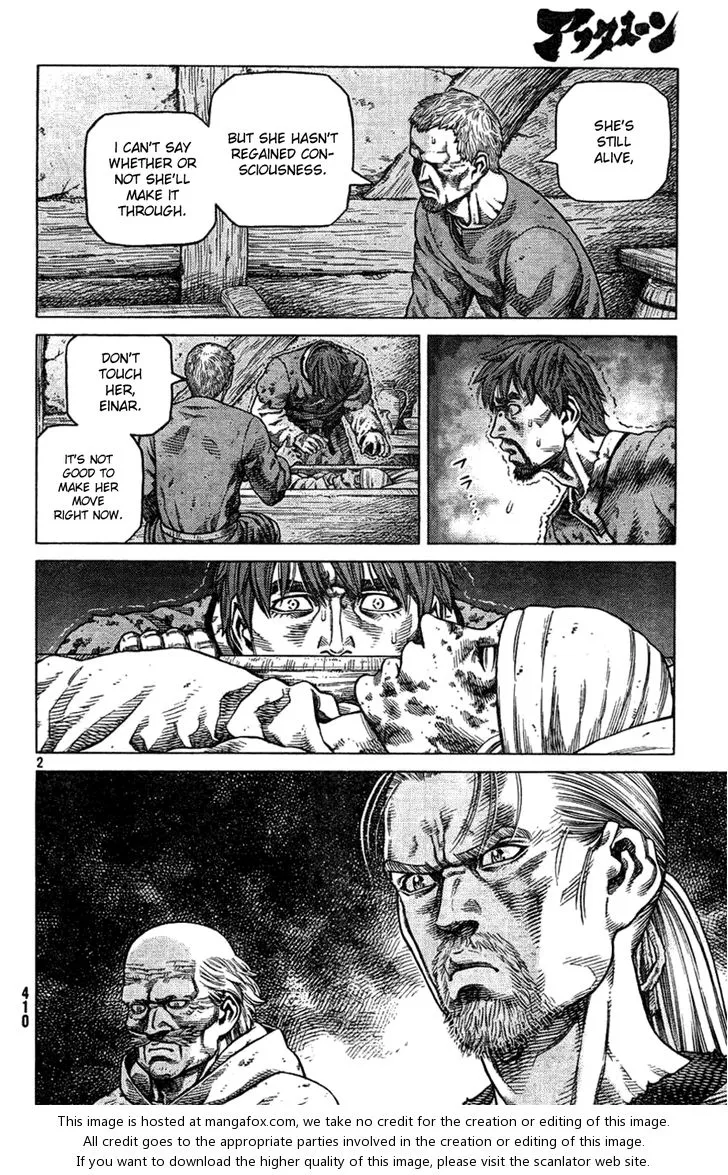 アフタヌーン
SHE'S
STILL
ALIVE,
BUT SHE HASN'T
REGAINED CON-
SCIOUSNESS.
I CAN'T SAY
WHETHER OR
NOT SHE'LL
MAKE IT
THROUGH.
DON'T
TOUCH
HER,
EINAR.
IT'S NOT
GOOD TO
MAKE HER
MOVE
RIGHT NOW.
2
410
This image is hosted at mangafox.com, we take no credit for the creation or editing of this image.
All credit goes to the appropriate parties involved in the creation or editing of this image.
If you want to download the higher quality of this image, please visit the scanlator web site.